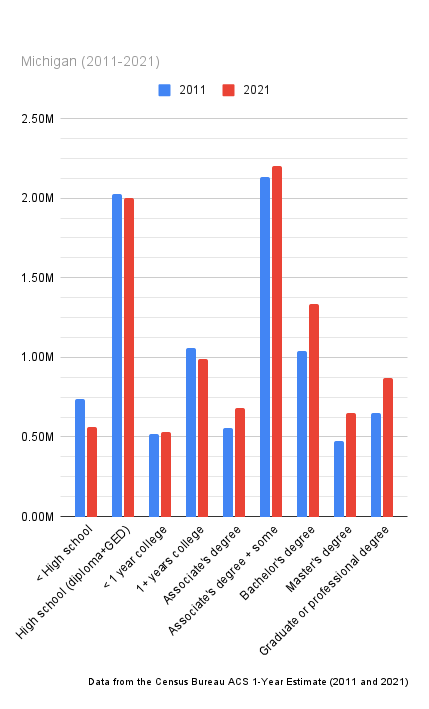 Michigan (2011-2021)
2011 2021
2.50M
2.00M
1.50M
1.00M
0.50M
0.00M
< High school
High school (diploma+GED)
< 1 year college
1+ years college
Associate's degree
Associate's degree + some
Bachelor's degree
Master's degree
Graduate or professional degree
Data from the Census Bureau ACS 1-Year Estimate (2011 and 2021)